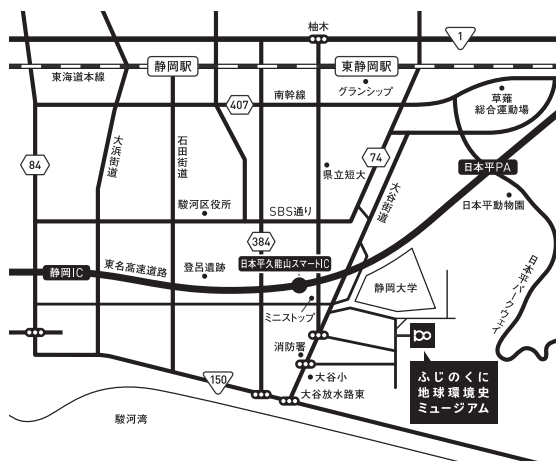 柚木
1
静岡駅
東静岡駅
東海道本線
グランシップ
南幹線
407
草薙
総合運動場
大浜街道
石田街道
84
74
県立短大
大谷街道
日本平PA
駿河区役所
SBS通り
日本平動物園
384
日本平久能山スマートIC
静岡IC
東名高速道路
登呂遺跡
静岡大学
日本平パークウェイ
ミニストップ
消防署
大谷小
150
大谷放水路東
ふじのくに
地球環境史
ミュージアム
駿河湾